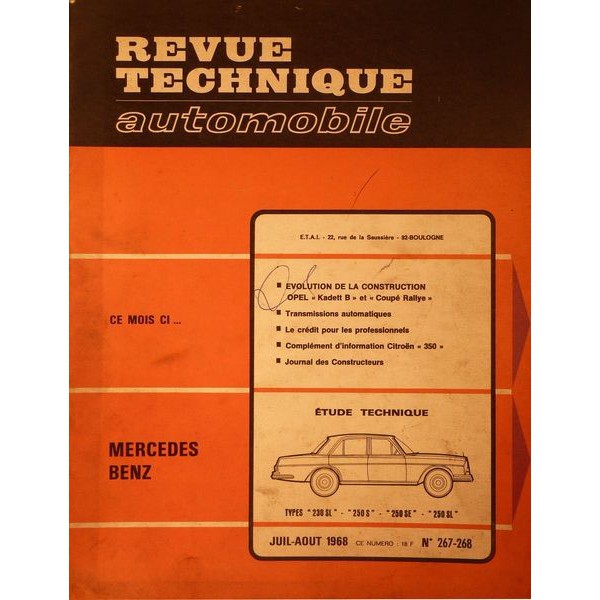 REVUE
TECHNIQUE
automobile
E.T.A.I. - 22, rue de la Saussière - 92-BOULOGNE
CE MOIS CI ...
■ EVOLUTION DE LA CONSTRUCTION
OPEL « Kadett B » et « Coupé Rallye »
■ Transmissions automatiques
■ Le crédit pour les professionnels
■ Complément d'information Citroën « 350 »
■ Journal des Constructeurs
MERCEDES
BENZ
ÉTUDE TECHNIQUE
TYPES " 230 SL " - " 250 S " - " 250 SE " - " 250 SL "
JUIL-AOUT 1968 CE NUMERO : 18 F N° 267-268